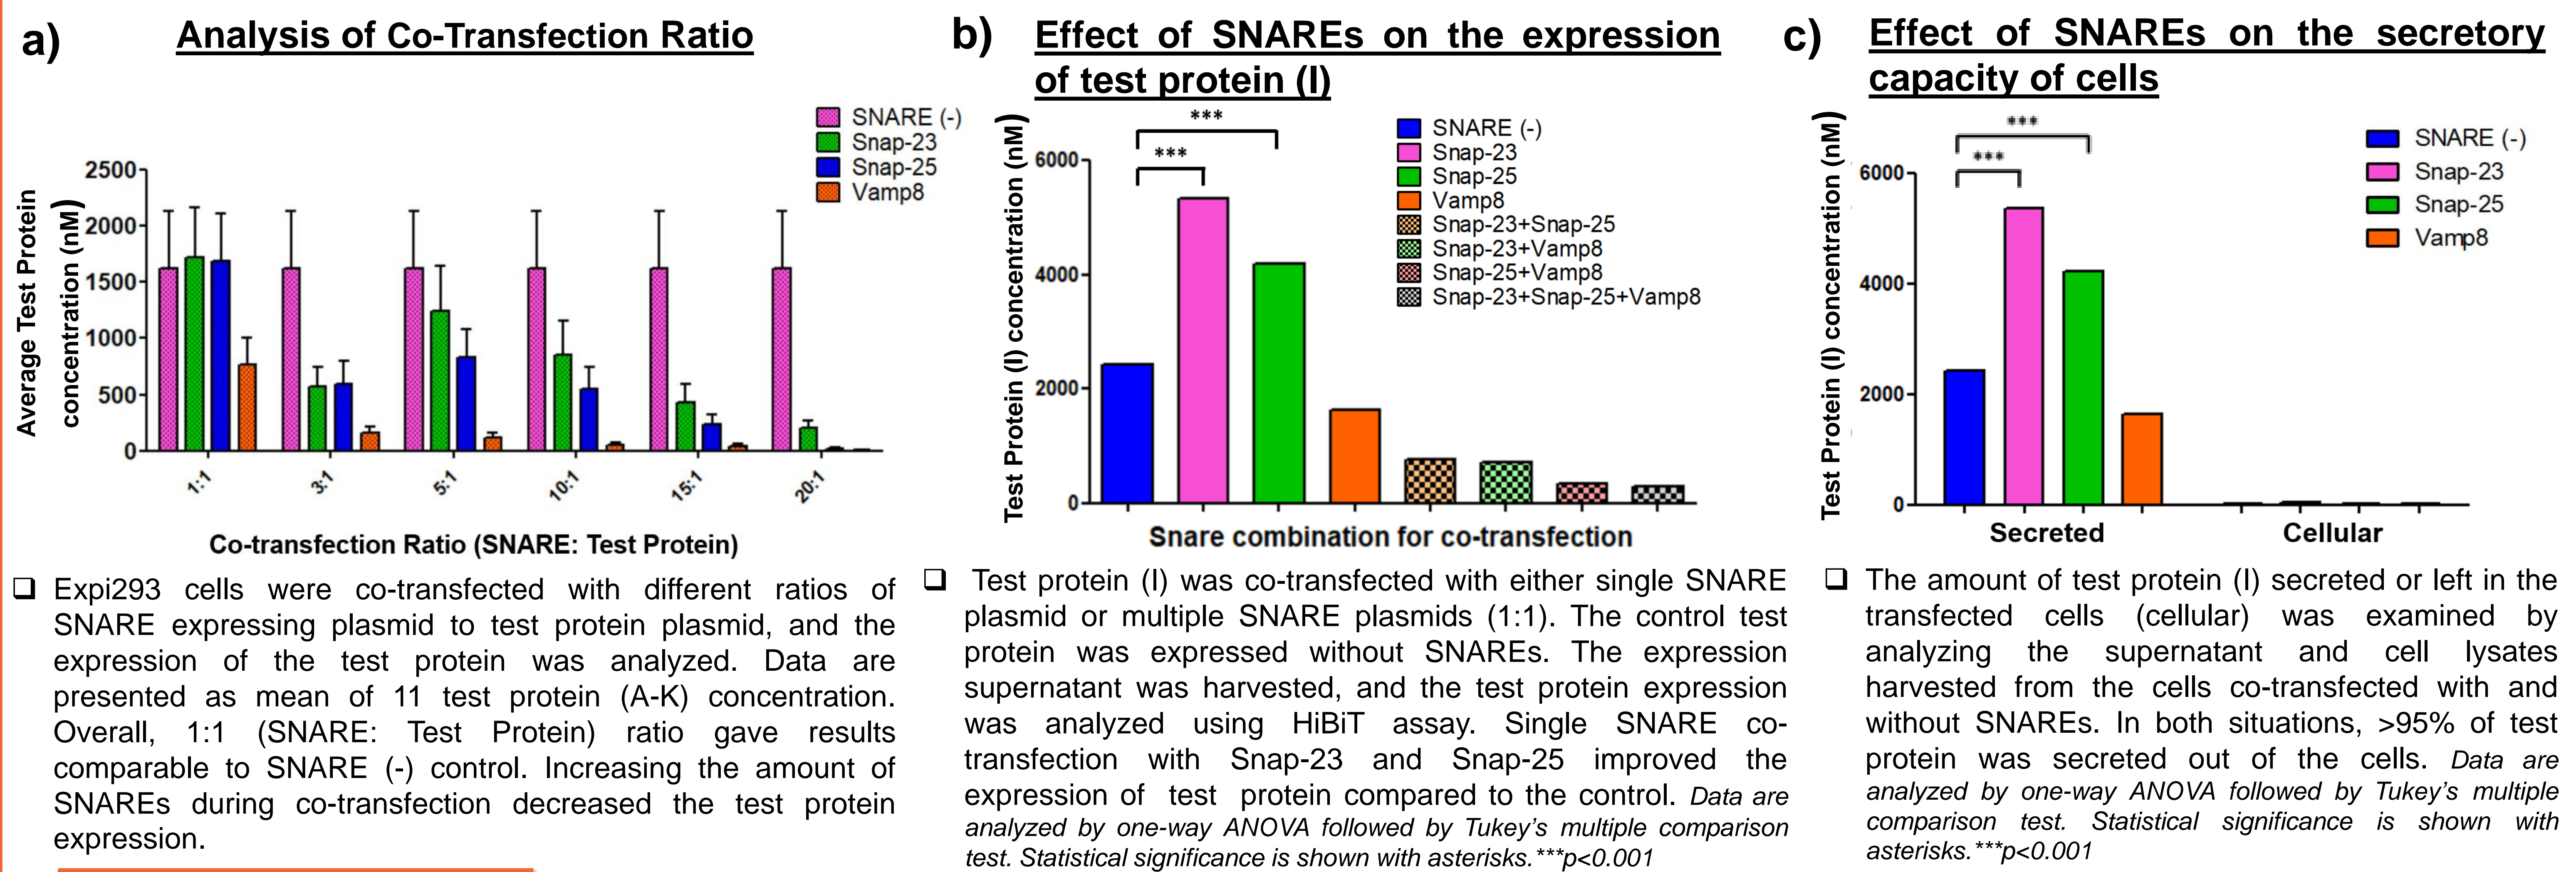 a)
Analysis of Co-Transfection Ratio
SNARE (-)
Snap-23
Snap-25
Vamp8
Average Test Protein
concentration (nM)
2500
2000
1500
1000
500
0
1:1
3:1
5:1
10:1
15:1
20:1
Co-transfection Ratio (SNARE: Test Protein)
❑ Expi293 cells were co-transfected with different ratios of
SNARE expressing plasmid to test protein plasmid, and the
expression of the test protein was analyzed. Data are
presented as mean of 11 test protein (A-K) concentration.
Overall, 1:1 (SNARE: Test Protein) ratio gave results
comparable to SNARE (-) control. Increasing the amount of
SNAREs during co-transfection decreased the test protein
expression.
b)
Effect of SNAREs on the expression
of test protein (I)
***
***
SNARE (-)
Snap-23
Snap-25
Vamp8
Snap-23+Snap-25
Snap-23+Vamp8
Snap-25+Vamp8
Snap-23+Snap-25+Vamp8
Test Protein (I) concentration (nM)
6000
4000
2000
0
Snare combination for co-transfection
❑ Test protein (I) was co-transfected with either single SNARE
plasmid or multiple SNARE plasmids (1:1). The control test
protein was expressed without SNAREs. The expression
supernatant was harvested, and the test protein expression
was analyzed using HiBiT assay. Single SNARE co-
transfection with Snap-23 and Snap-25 improved the
expression of test protein compared to the control. Data are
analyzed by one-way ANOVA followed by Tukey's multiple comparison
test. Statistical significance is shown with asterisks.***p<0.001
c)
Effect of SNAREs on the secretory
capacity of cells
***
***
SNARE (-)
Snap-23
Snap-25
Vamp8
Test Protein (I) concentration (nM)
6000
4000
2000
0
Secreted
Cellular
❑ The amount of test protein (I) secreted or left in the
transfected cells (cellular) was examined by
analyzing the supernatant and cell lysates
harvested from the cells co-transfected with and
without SNAREs. In both situations, >95% of test
protein was secreted out of the cells. Data are
analyzed by one-way ANOVA followed by Tukey's multiple
comparison test. Statistical significance is shown with
asterisks.***p<0.001